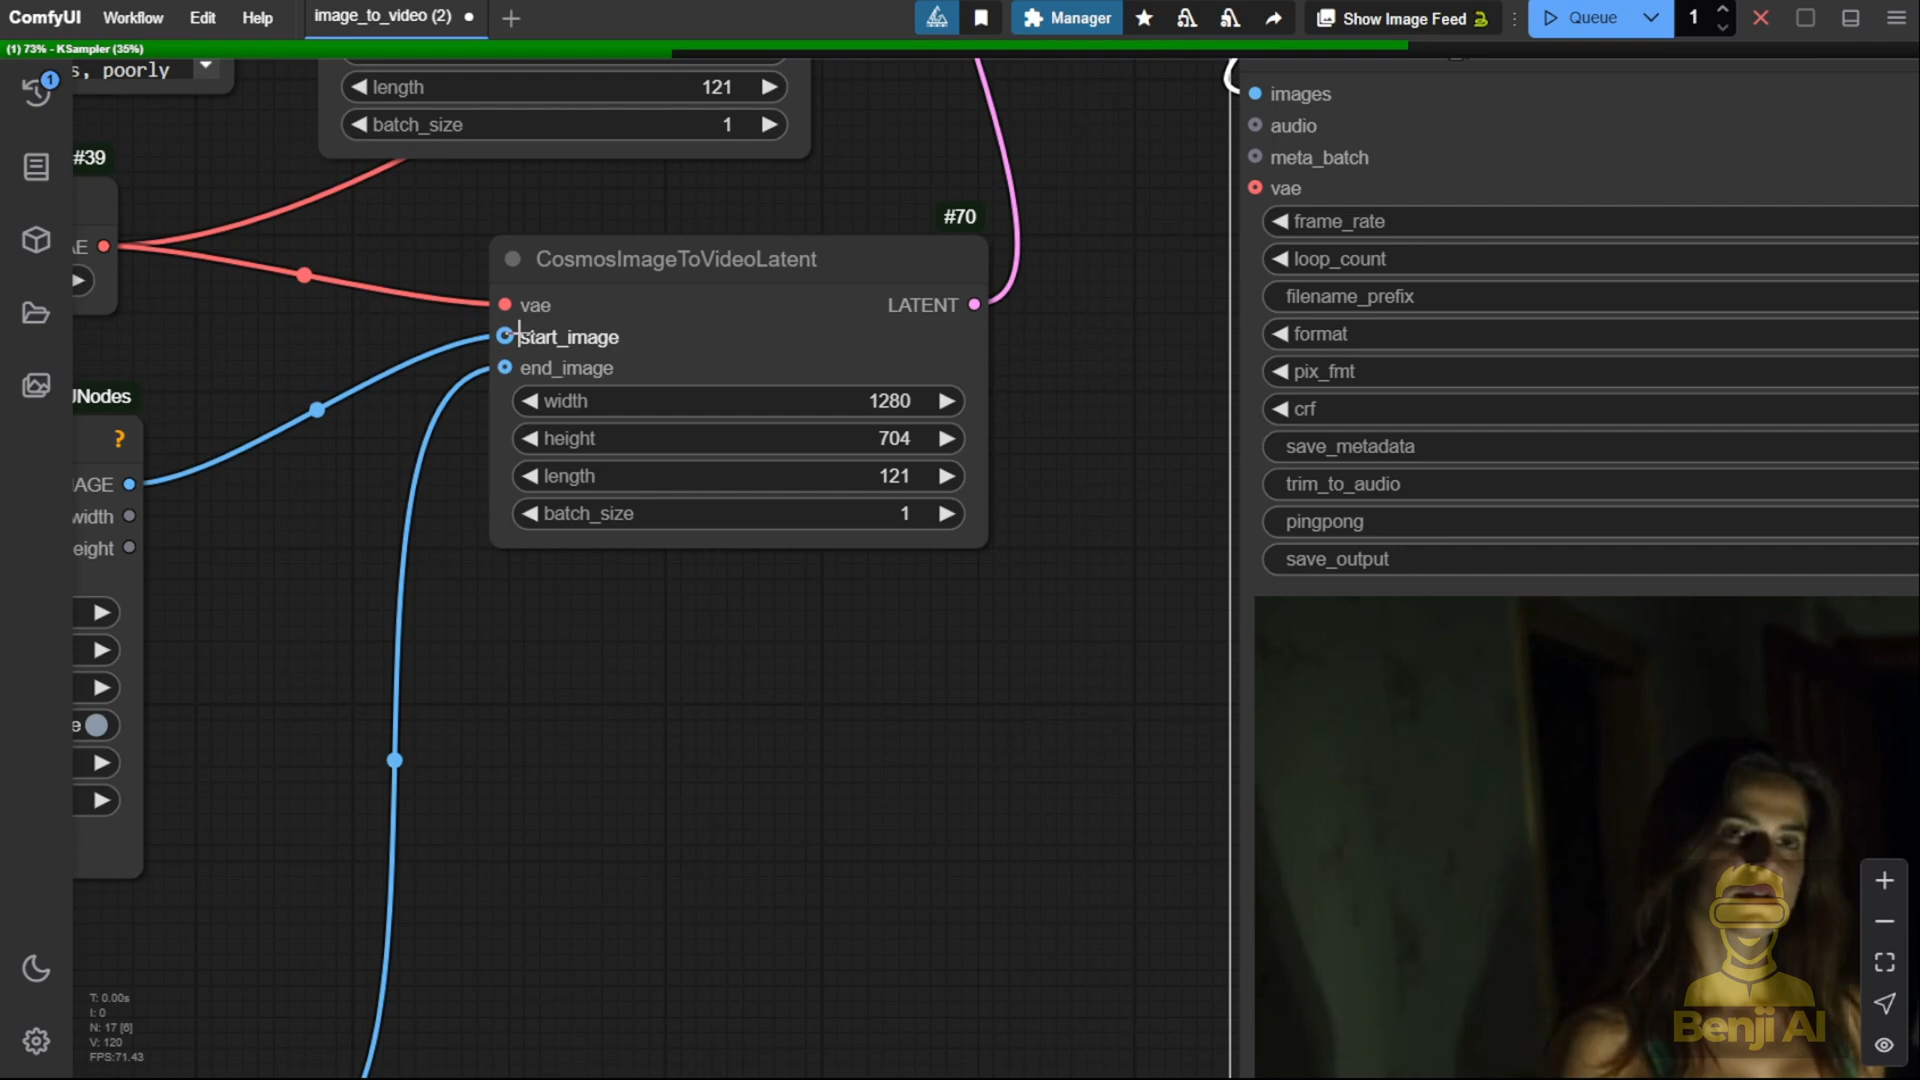 ComfyUI
Workflow
Edit
Help
image_to_video (2)
Manager
Show Image Feed
Queue
1
(1) 73% - KSampler (35%)
1
s, poorly
length 121
batch_size 1
#39
AE
JNodes
?
AGE
width
eight
e
#70
CosmosImageToVideoLatent
vae
LATENT
start_image
end_image
width 1280
height 704
length 121
batch_size 1
images
audio
meta_batch
vae
frame_rate
loop_count
filename_prefix
format
pix_fmt
crf
save_metadata
trim_to_audio
pingpong
save_output
T: 0.00s
I: 0
N: 17 [6]
V: 120
FPS:71.43
Benji AI